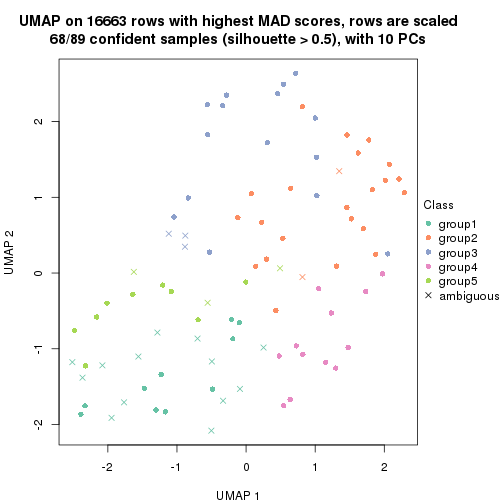 UMAP on 16663 rows with highest MAD scores, rows are scaled
68/89 confident samples (silhouette > 0.5), with 10 PCs
2
1
0
-1
-2
UMAP 2
-2
-1
0
1
2
UMAP 1
Class
group1
group2
group3
group4
group5
ambiguous